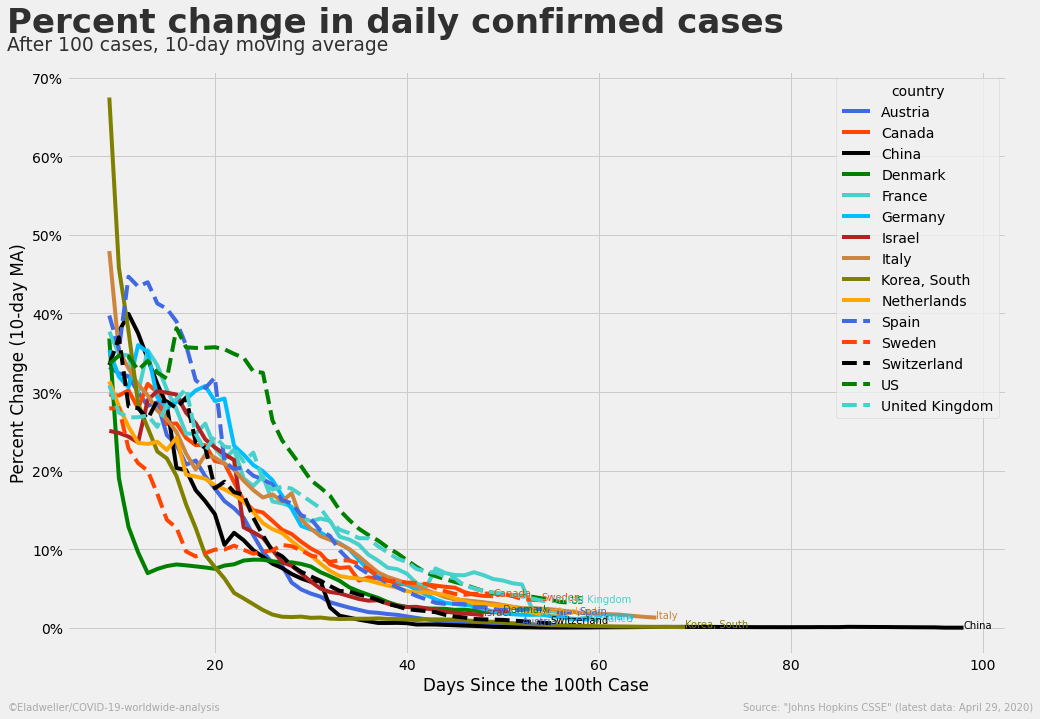 Percent change in daily confirmed cases
After 100 cases, 10-day moving average
70%
60%
50%
40%
30%
20%
10%
0%
Percent Change (10-day MA)
country
Austria
Canada
China
Denmark
France
Germany
Israel
Italy
Korea, South
Netherlands
Spain
Sweden
Switzerland
US
United Kingdom
Canada
Sweden
US
Kingdom
Denmark
Israel
Spain
Switzerland
Italy
Korea, South
China
20
40
60
80
100
Days Since the 100th Case
©Eladweller/COVID-19-worldwide-analysis
Source: "Johns Hopkins CSSE" (latest data: April 29, 2020)